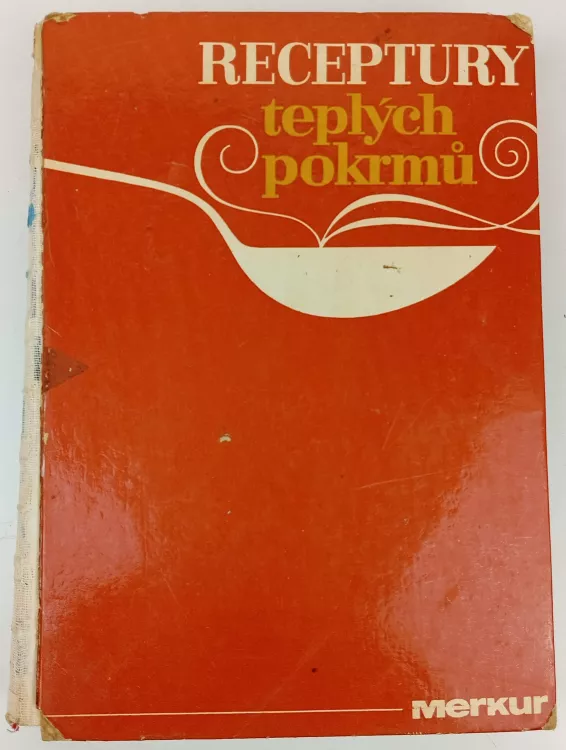 RECEPTURY
teplých
pokrmů
merkur